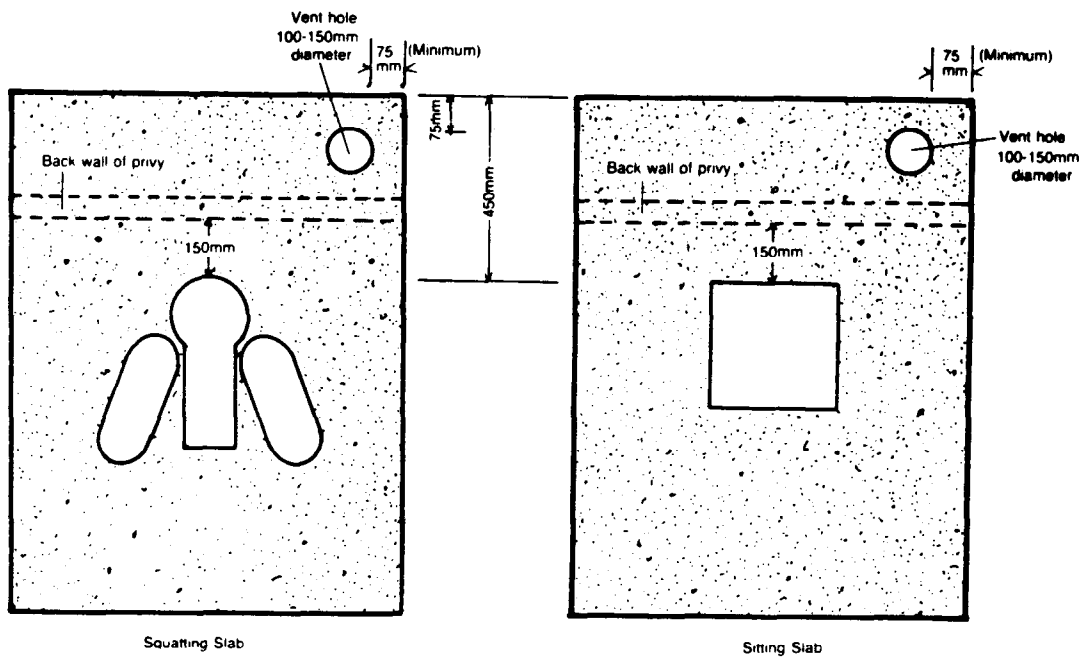 Vent hole
100-150mm
diameter
75 (Minimum)
mm
75 (Minimum)
mm
75mm
450mm
Vent hole
100-150mm
diameter
Back wall of privy
Back wall of privy
150mm
150mm
Squatting Slab
Sitting Slab